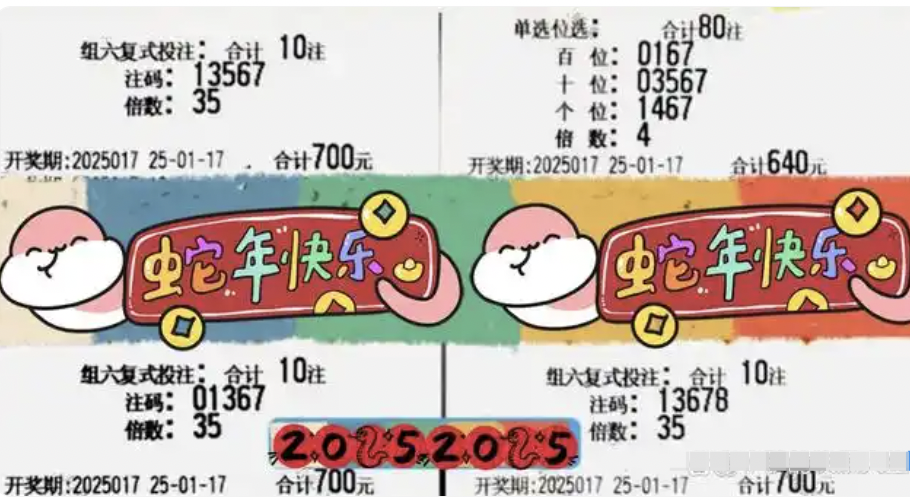 组六复式投注: 合计 10注
注码: 13567
倍数: 35
开奖期:2025017 25-01-17 合计700元
单选位选: 合计80注
百 位: 0167
十 位: 03567
个 位: 1467
倍 数: 4
开奖期:2025017 25-01-17 合计640元
蛇年快乐
蛇年快乐
组六复式投注: 合计 10注
注码: 01367
倍数: 35
开奖期:2025017 25-01-17 合计700元
组六复式投注: 合计 10注
注码: 13678
倍数: 35
开奖期:2025017 25-01-17 合计700元
20252025